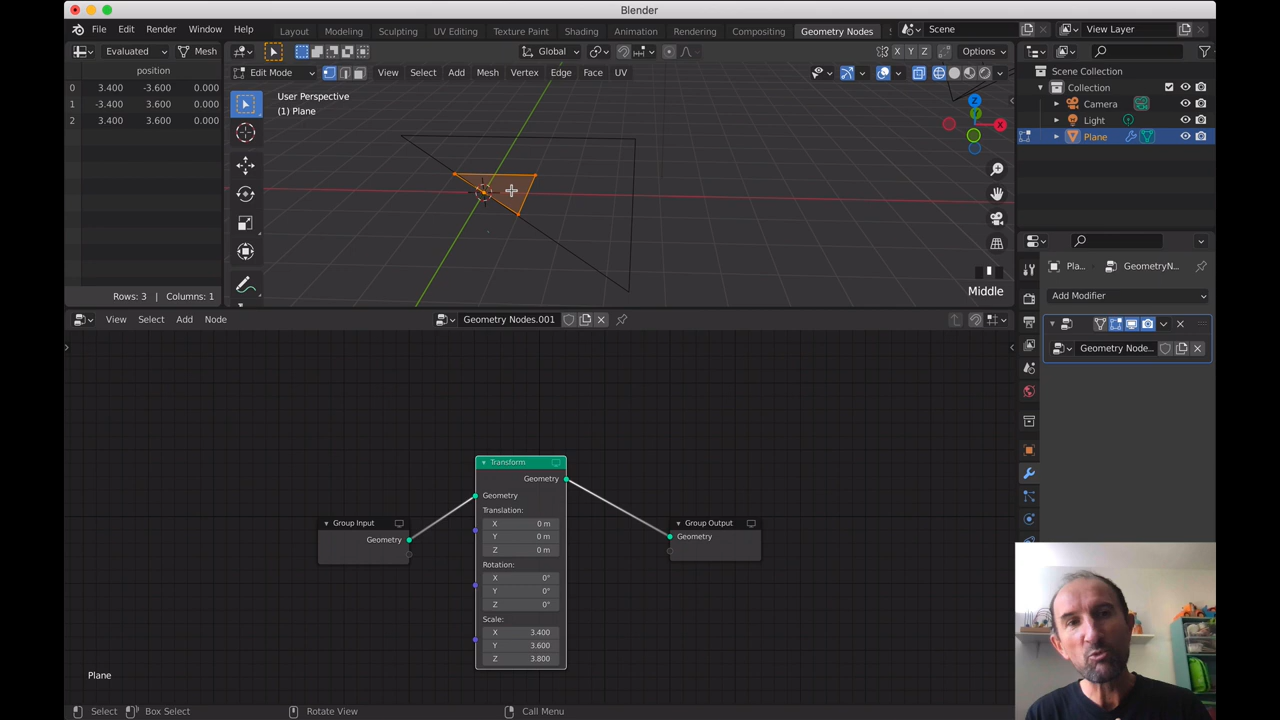 Blender
File Edit Render Window Help Layout Modeling Sculpting UV Editing Texture Paint Shading Animation Rendering Compositing Geometry Nodes Scene View Layer
Evaluated Mesh Global X Y Z Options
position Edit Mode View Select Add Mesh Vertex Edge Face UV Scene Collection
0 3.400 -3.600 0.000
1 -3.400 3.600 0.000
2 3.400 3.600 0.000
User Perspective
(1) Plane
Z
Y
X
Collection
Camera
Light
Plane
Middle
Rows: 3 | Columns: 1
Pla... GeometryN...
Add Modifier
View Select Add Node Geometry Nodes.001
Geometry Node...
Transform
Geometry
Geometry
Translation:
X 0 m
Y 0 m
Z 0 m
Rotation:
X 0°
Y 0°
Z 0°
Scale:
X 3.400
Y 3.600
Z 3.800
Group Input
Geometry
Group Output
Geometry
Plane
Select Box Select Rotate View Call Menu